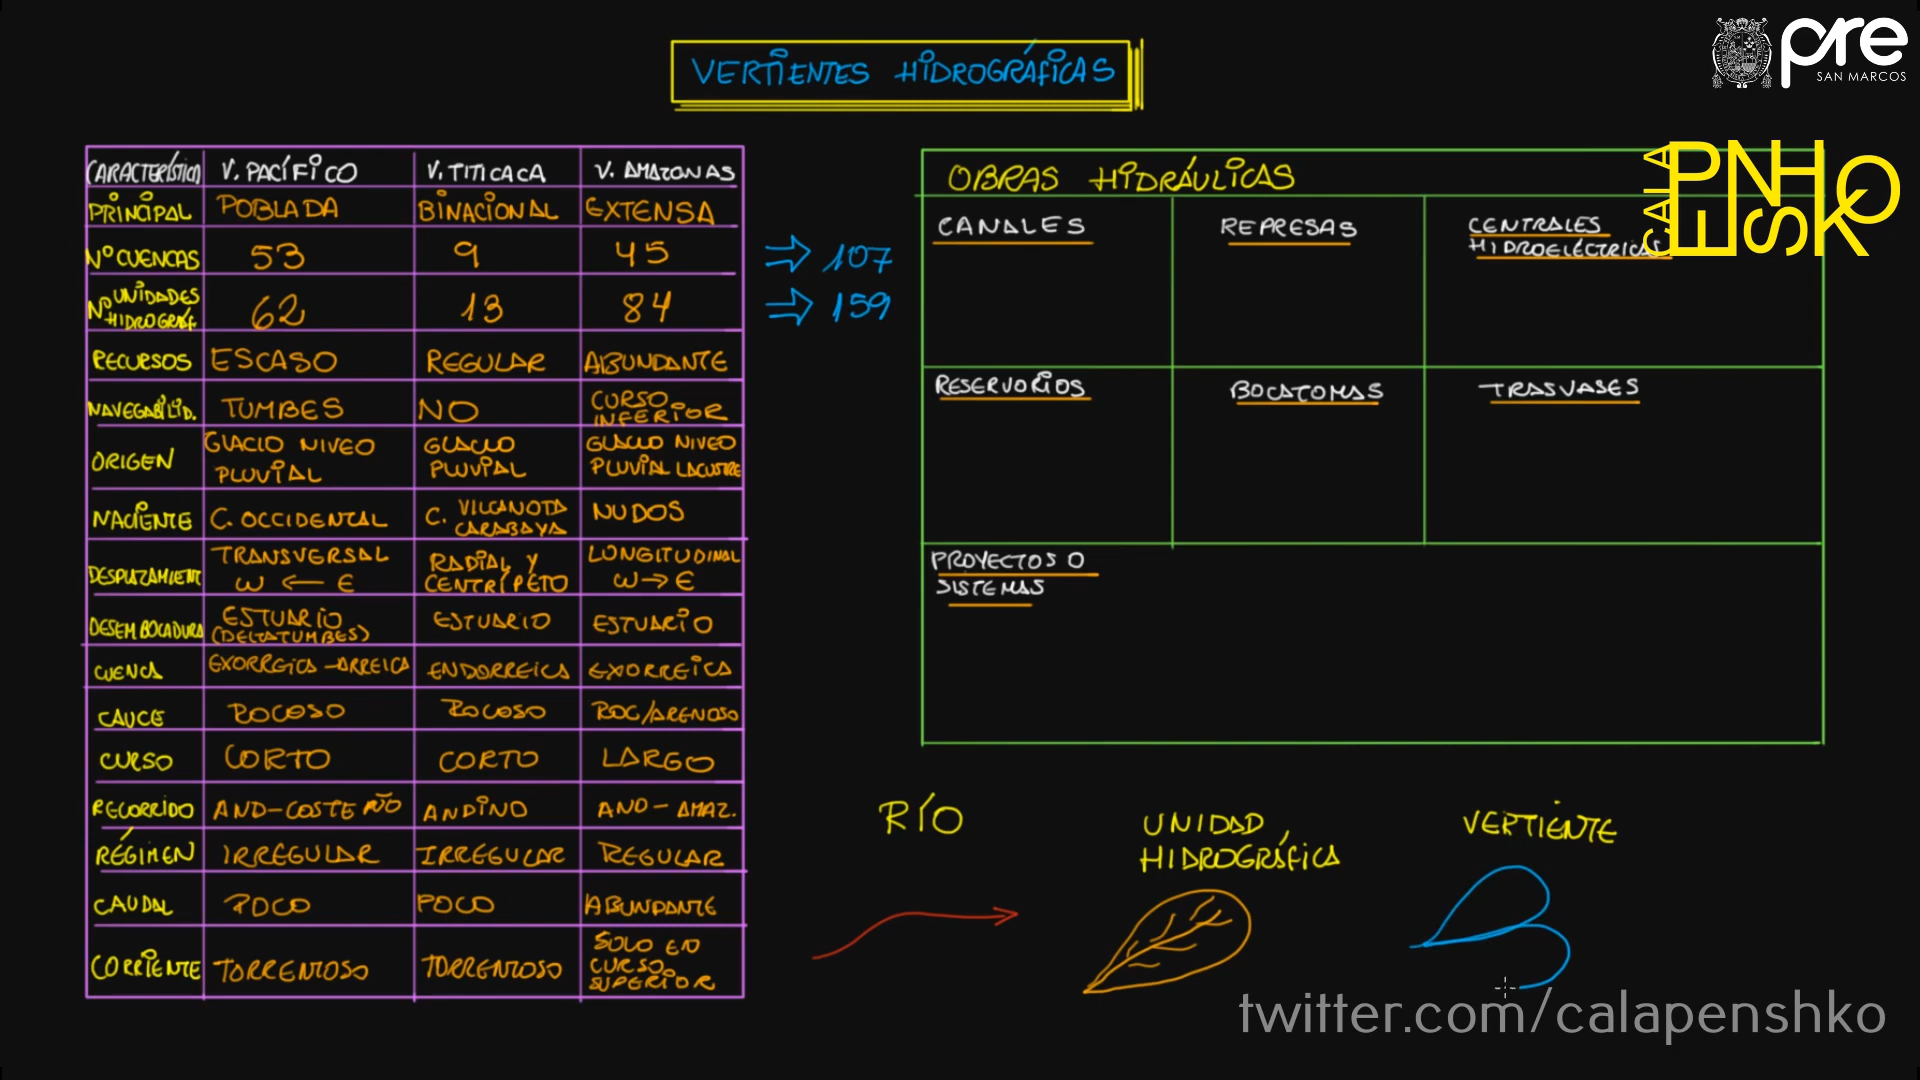 VERTIENTES HIDROGRÁFICAS
pre
SAN MARCOS
CALA
PENSHKO
CARACTERÍSTICA V. PACÍFICO V. TITICACA V. AMAZONAS
PRINCIPAL POBLADA BINACIONAL EXTENSA
Nº CUENCAS 53 9 45 ⇒ 107
Nº UNIDADES HIDROGRÁF. 62 13 84 ⇒ 159
RECURSOS ESCASO REGULAR ABUNDANTE
NAVEGABILID. TUMBES NO CURSO INFERIOR
ORIGEN GLACIO NIVEO PLUVIAL GLACIO PLUVIAL GLACIO NIVEO PLUVIAL LACUSTRE
NACIENTE C. OCCIDENTAL C. VILCANOTA CARABAYA NUDOS
DESPLAZAMIENT TRANSVERSAL W ← E RADIAL Y CENTRÍPETO LONGITUDINAL W → E
DESEMBOCADURA ESTUARIO (DELTA TUMBES) ESTUARIO ESTUARIO
CUENCA EXORREICA - ARREICA ENDORREICA EXORREICA
CAUCE ROCOSO ROCOSO ROC/ARENOSO
CURSO CORTO CORTO LARGO
RECORRIDO AND-COSTEÑO ANDINO AND - AMAZ.
RÉGIMEN IRREGULAR IRREGULAR REGULAR
CAUDAL POCO POCO ABUNDANTE
CORRIENTE TORRENTOSO TORRENTOSO SOLO EN CURSO SUPERIOR
OBRAS HIDRÁULICAS
CANALES REPRESAS CENTRALES
HIDROELÉCTRICAS
RESERVORIOS BOCATOMAS TRASVASES
PROYECTOS O
SISTEMAS
RÍO
UNIDAD
HIDROGRÁFICA
VERTIENTE
twitter.com/calapenshko